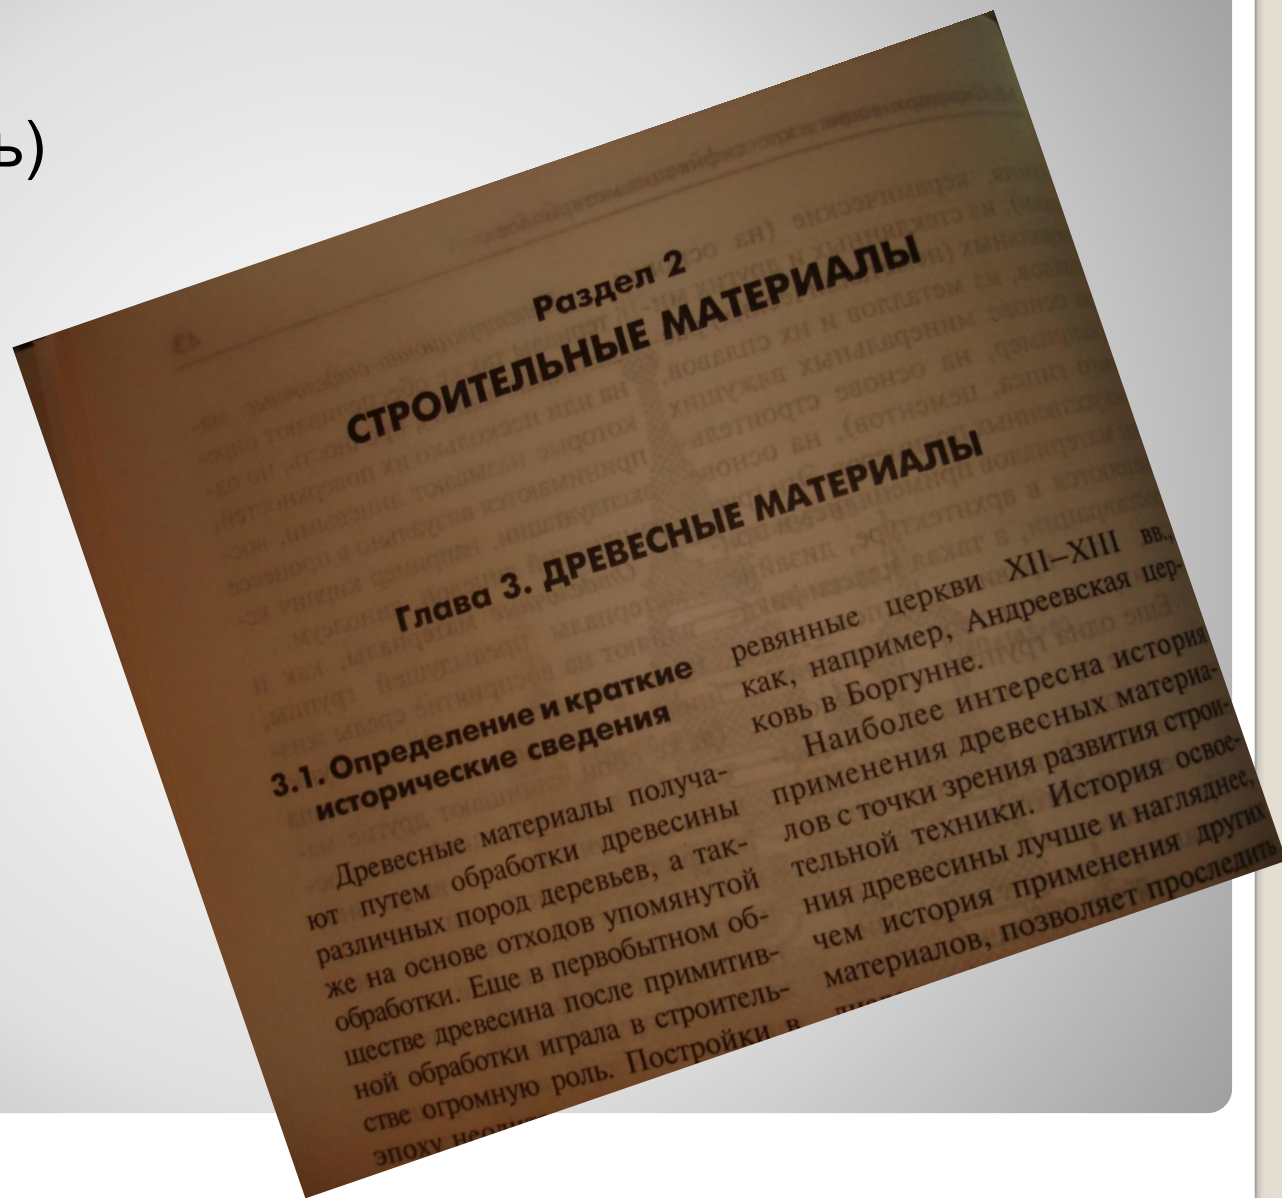 ь)
Раздел 2
СТРОИТЕЛЬНЫЕ МАТЕРИАЛЫ
Глава 3. ДРЕВЕСНЫЕ МАТЕРИАЛЫ
3.1. Определение и краткие
исторические сведения
Древесные материалы получа-
ют путем обработки древесины
различных пород деревьев, а так-
же на основе отходов упомянутой
обработки. Еще в первобытном об-
ществе древесина после примитив-
ной обработки играла в строитель-
стве огромную роль. Постройки в
эпоху
ревянные церкви XII–XIII вв.,
как, например, Андреевская цер-
ковь в Боргунне.
Наиболее интересна история
применения древесных материа-
лов с точки зрения развития строи-
тельной техники. История освое-
ния древесины лучше и нагляднее,
чем история применения других
материалов, позволяет проследить